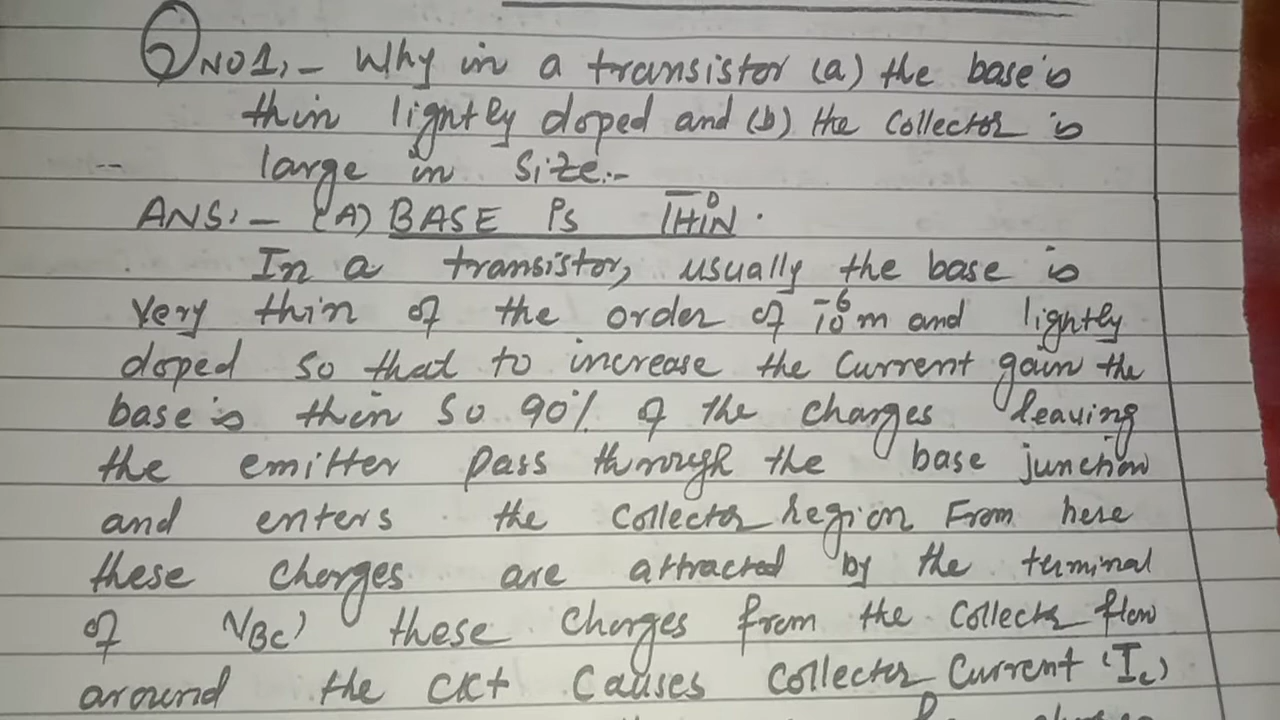 QNO1:- Why in a transistor (a) the base is
thin lightly doped and (b) the collector is
large in size:-
ANS:- (A) BASE IS THIN.
In a transistor, usually the base is
very thin of the order of 10⁻⁶m and lightly
doped so that to increase the current gain the
base is thin so 90% of the charges leaving
the emitter pass through the base junction
and enters the collector region From here
these charges are attracted by the terminal
of VBC, these charges from the collector flow
around the ckt causes collector current (Ic)